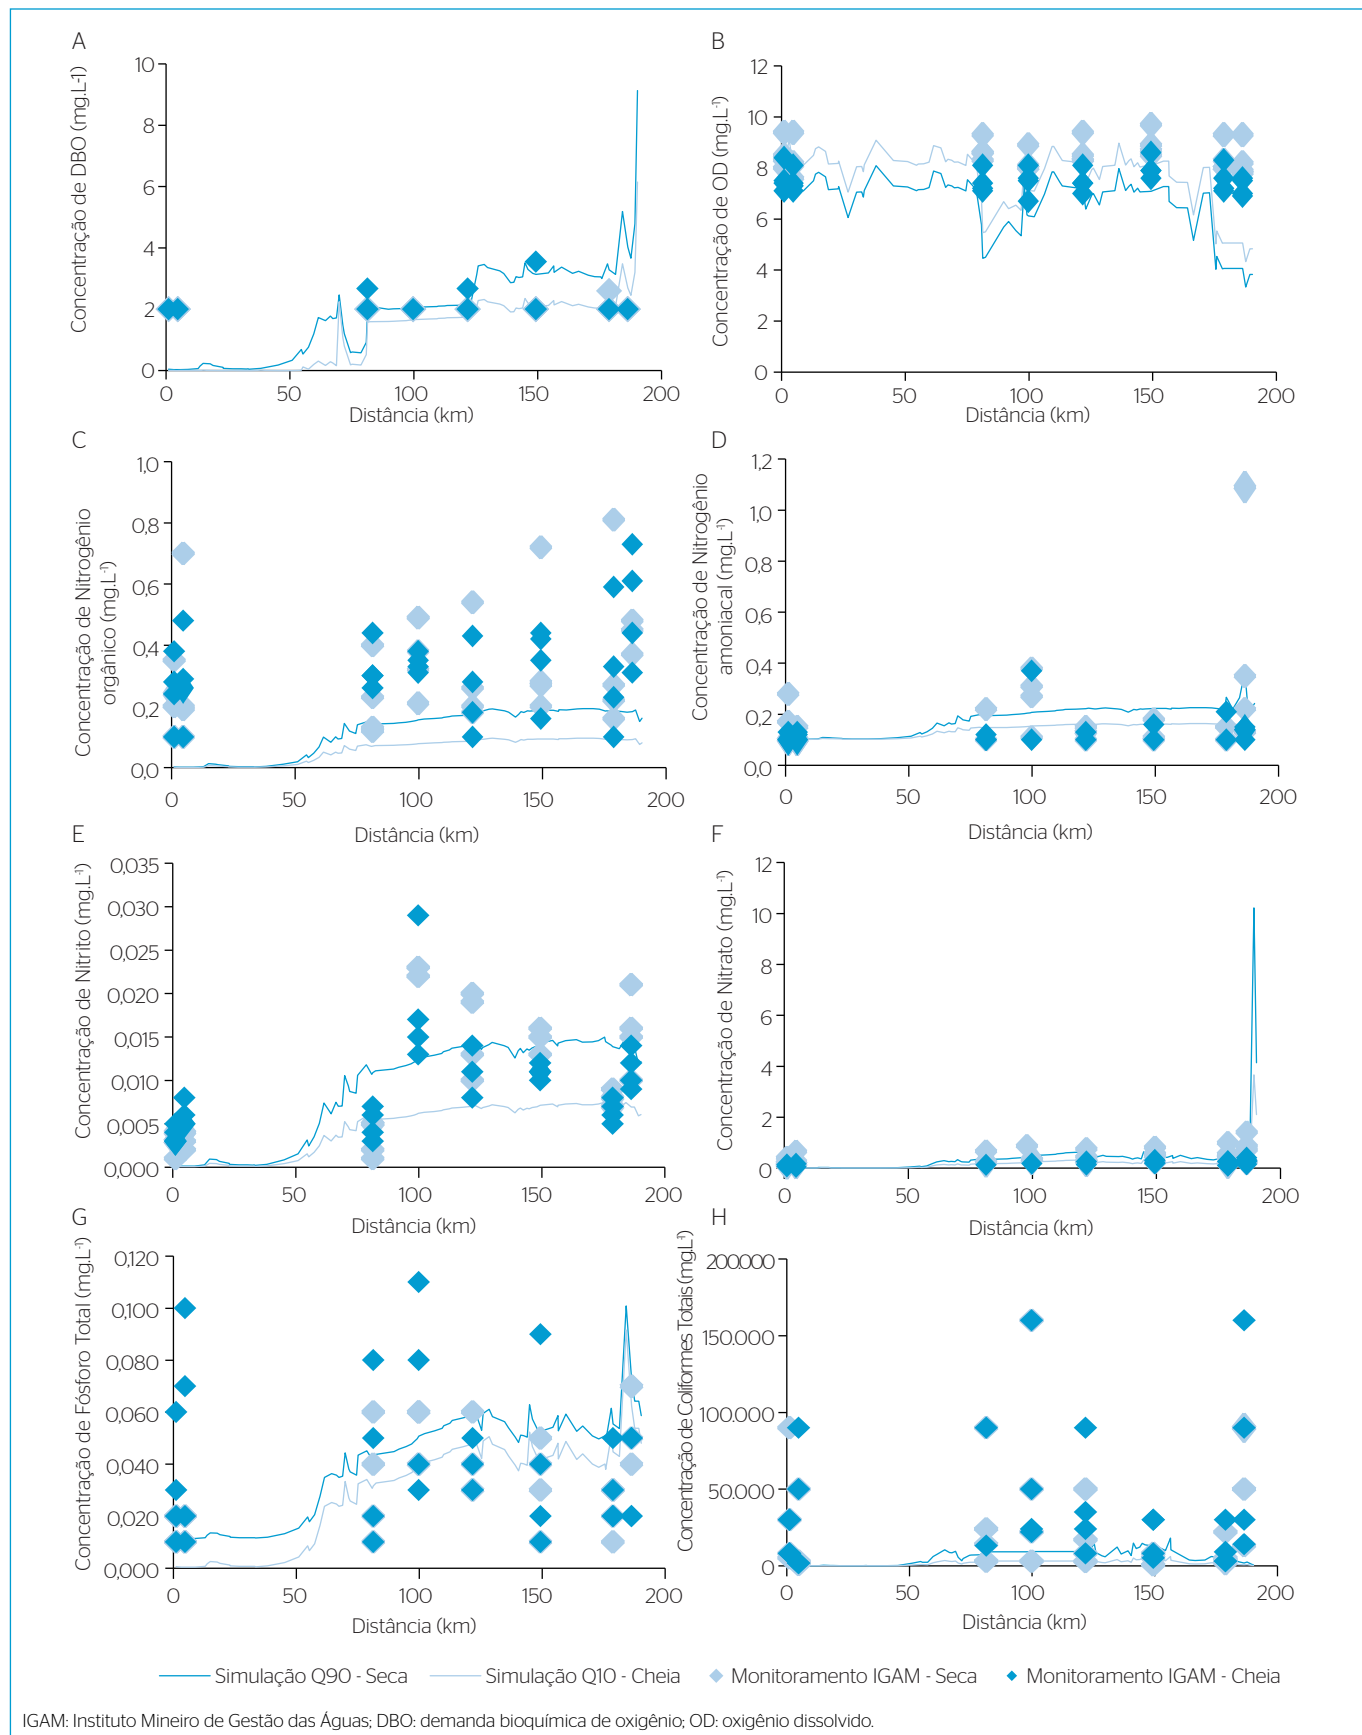 A
Concentração de DBO (mg.L-1)
10
8
6
4
2
0
0 50 100 150 200
Distância (km)
B
Concentração de OD (mg.L-1)
12
10
8
6
4
2
0
0 50 100 150 200
Distância (km)
C
Concentração de Nitrogênio
orgânico (mg.L-1)
1,0
0,8
0,6
0,4
0,2
0,0
0 50 100 150 200
Distância (km)
D
Concentração de Nitrogênio
amoniacal (mg.L-1)
1,2
1,0
0,8
0,6
0,4
0,2
0,0
0 50 100 150 200
Distância (km)
E
Concentração de Nitrito (mg.L-1)
0,035
0,030
0,025
0,020
0,015
0,010
0,005
0,000
0 50 100 150 200
Distância (km)
F
Concentração de Nitrato (mg.L-1)
12
10
8
6
4
2
0
0 50 100 150 200
Distância (km)
G
Concentração de Fósforo Total (mg.L-1)
0,120
0,100
0,080
0,060
0,040
0,020
0,000
0 50 100 150 200
Distância (km)
H
Concentração de Coliformes Totais (mg.L-1)
200.000
150.000
100.000
50.000
0
0 50 100 150 200
Distância (km)
Simulação Q90 - Seca Simulação Q10 - Cheia Monitoramento IGAM - Seca Monitoramento IGAM - Cheia
IGAM: Instituto Mineiro de Gestão das Águas; DBO: demanda bioquímica de oxigênio; OD: oxigênio dissolvido.